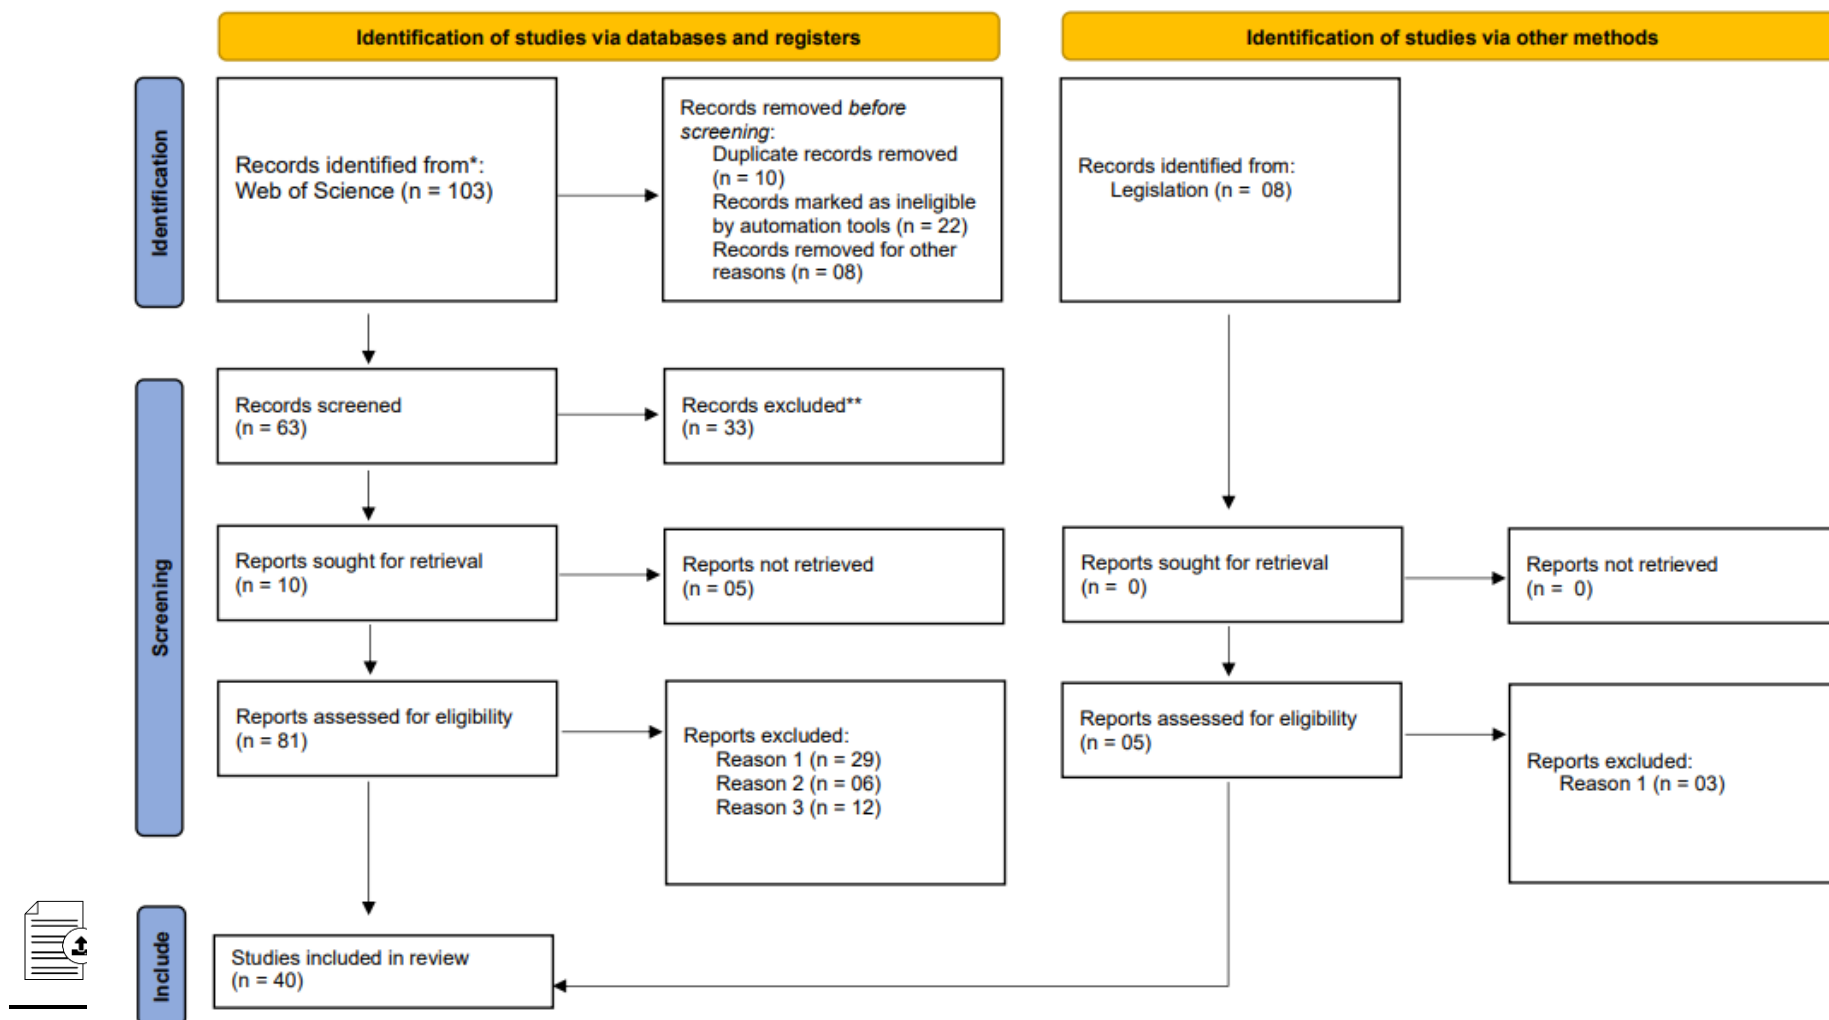 Identification of studies via databases and registers
Identification of studies via other methods
Identification
Records identified from*:
Web of Science (n = 103)
Records removed before
screening:
Duplicate records removed
(n = 10)
Records marked as ineligible
by automation tools (n = 22)
Records removed for other
reasons (n = 08)
Records identified from:
Legislation (n =  08)
Screening
Records screened
(n = 63)
Records excluded**
(n = 33)
Reports sought for retrieval
(n = 10)
Reports not retrieved
(n = 05)
Reports sought for retrieval
(n =  0)
Reports not retrieved
(n =  0)
Reports assessed for eligibility
(n = 81)
Reports excluded:
Reason 1 (n = 29)
Reason 2 (n = 06)
Reason 3 (n = 12)
Reports assessed for eligibility
(n = 05)
Reports excluded:
Reason 1 (n = 03)
Include
Studies included in review
(n = 40)